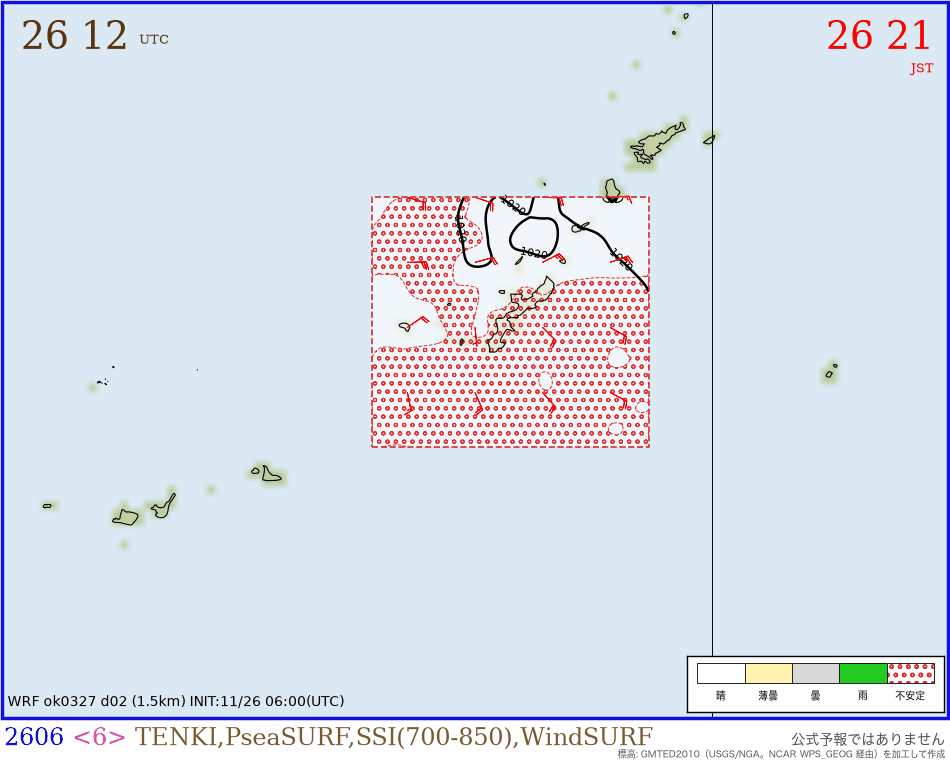 26 12 UTC
26 21
JST
1020
1020
1020
晴 薄曇 曇 雨 不安定
WRF ok0327 d02 (1.5km) INIT:11/26 06:00(UTC)
2606 <6> TENKI,PseaSURF,SSI(700-850),WindSURF
公式予報ではありません
標高: GMTED2010（USGS/NGA。NCAR WPS_GEOG 経由）を加工して作成